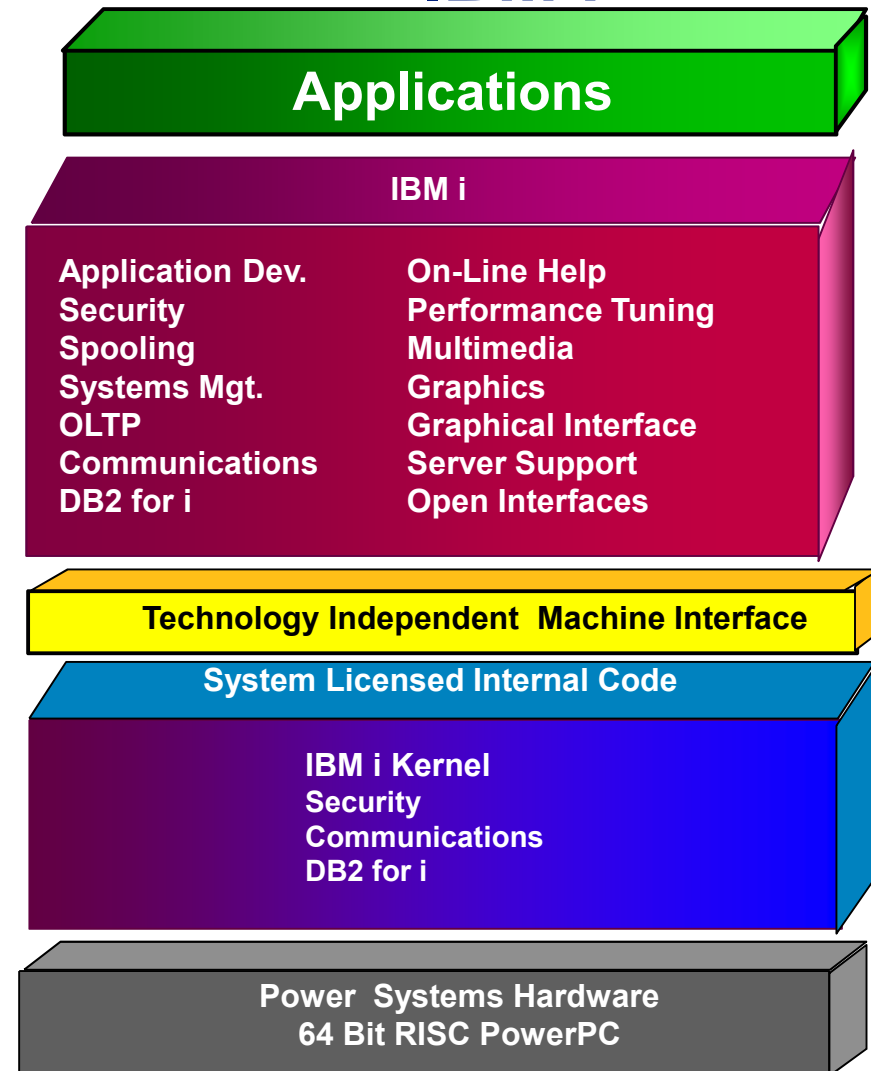 Applications
IBM i
Application Dev.
Security
Spooling
Systems Mgt.
OLTP
Communications
DB2 for i
On-Line Help
Performance Tuning
Multimedia
Graphics
Graphical Interface
Server Support
Open Interfaces
Technology Independent Machine Interface
System Licensed Internal Code
IBM i Kernel
Security
Communications
DB2 for i
Power Systems Hardware
64 Bit RISC PowerPC